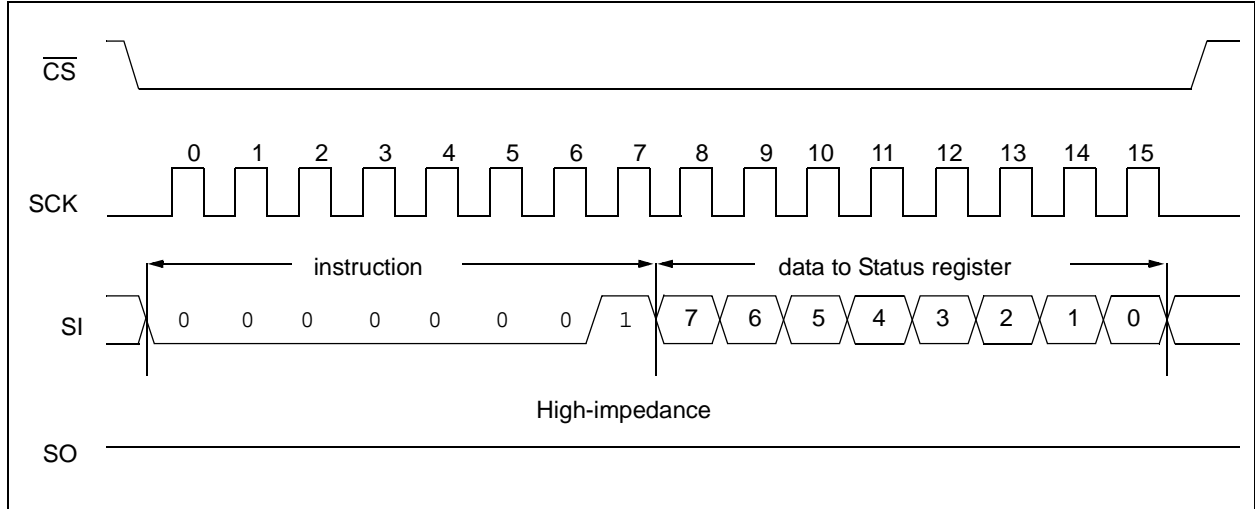 CS
0 1 2 3 4 5 6 7 8 9 10 11 12 13 14 15
SCK
instruction data to Status register
SI 0 0 0 0 0 0 0 1 7 6 5 4 3 2 1 0
High-impedance
SO